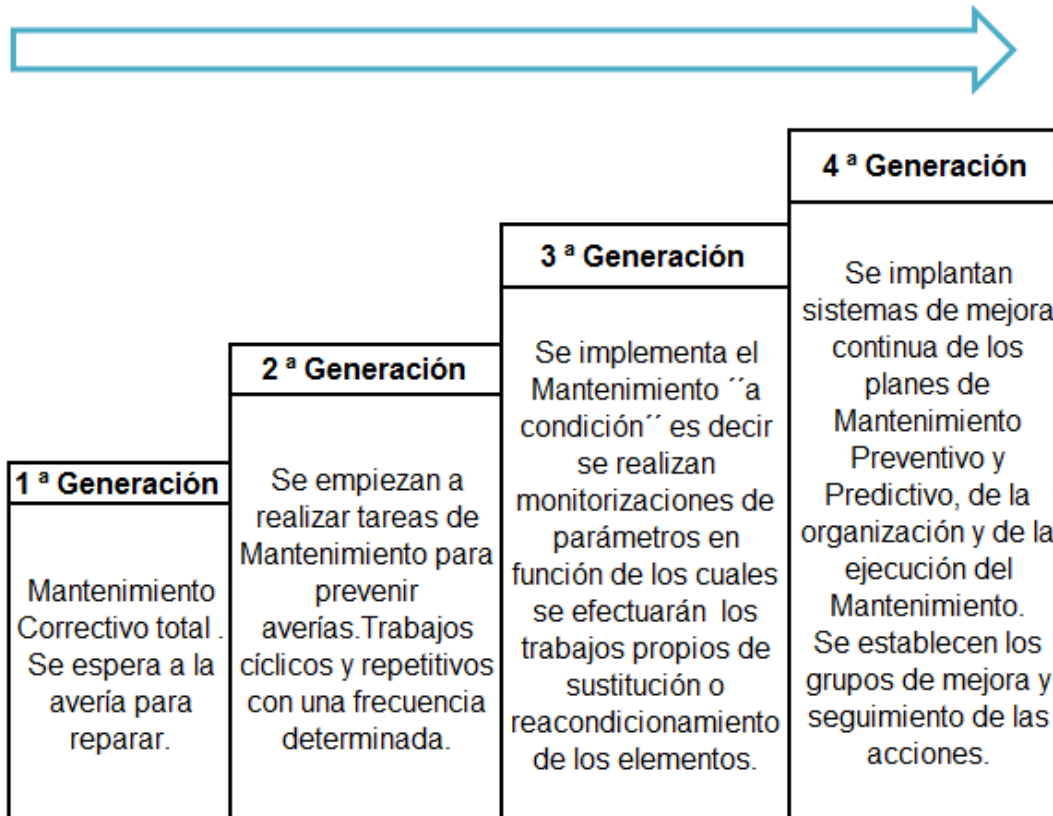 1 ª Generación
Mantenimiento
Correctivo total .
Se espera a la
avería para
reparar.
2 ª Generación
Se empiezan a
realizar tareas de
Mantenimiento para
prevenir
averías.Trabajos
cíclicos y repetitivos
con una frecuencia
determinada.
3 ª Generación
Se implementa el
Mantenimiento ´´a
condición´´ es decir
se realizan
monitorizaciones de
parámetros en
función de los cuales
se efectuarán  los
trabajos propios de
sustitución o
reacondicionamiento
de los elementos.
4 ª Generación
Se implantan
sistemas de mejora
continua de los
planes de
Mantenimiento
Preventivo y
Predictivo, de la
organización y de la
ejecución del
Mantenimiento.
Se establecen los
grupos de mejora y
seguimiento de las
acciones.